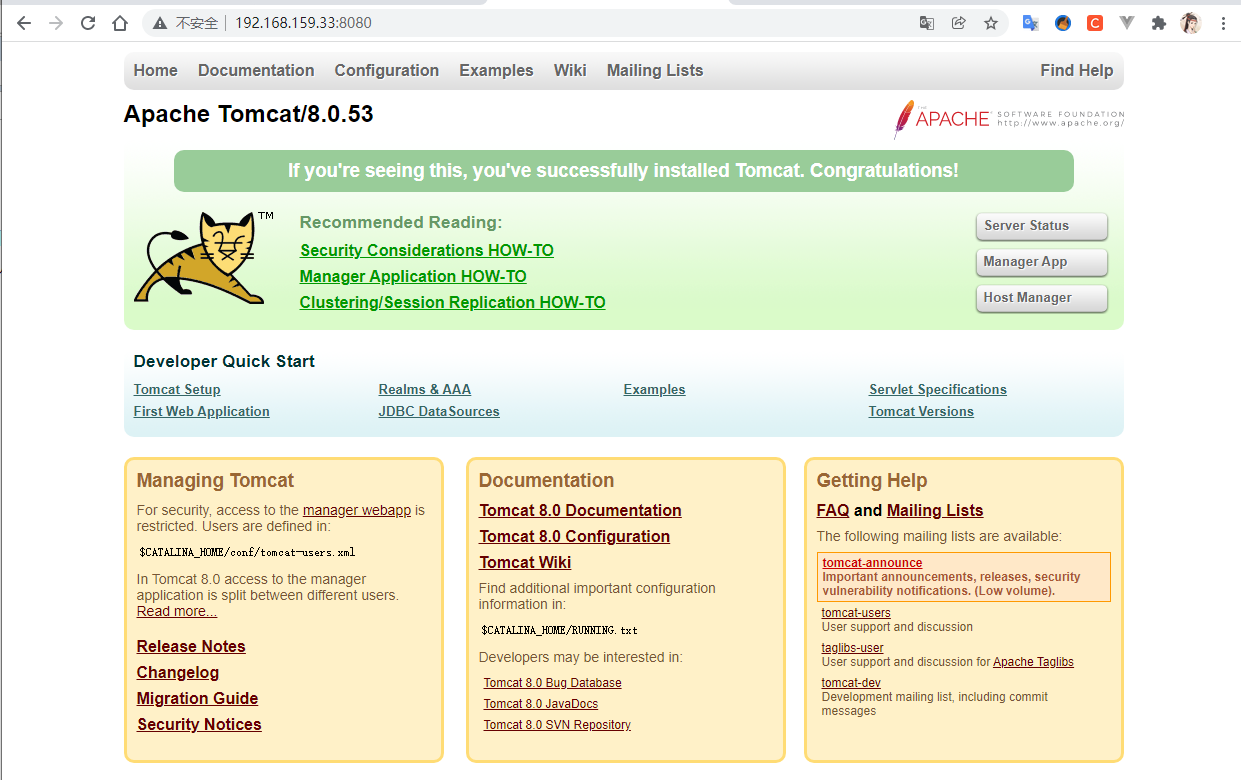 不安全 192.168.159.33:8080
Home Documentation Configuration Examples Wiki Mailing Lists Find Help
Apache Tomcat/8.0.53
THE APACHE SOFTWARE FOUNDATION
http://www.apache.org/
If you're seeing this, you've successfully installed Tomcat. Congratulations!
TM
Recommended Reading:
Security Considerations HOW-TO
Manager Application HOW-TO
Clustering/Session Replication HOW-TO
Server Status
Manager App
Host Manager
Developer Quick Start
Tomcat Setup
First Web Application
Realms & AAA
JDBC DataSources
Examples
Servlet Specifications
Tomcat Versions
Managing Tomcat
For security, access to the manager webapp is
restricted. Users are defined in:
$CATALINA_HOME/conf/tomcat-users.xml
In Tomcat 8.0 access to the manager
application is split between different users.
Read more...
Release Notes
Changelog
Migration Guide
Security Notices
Documentation
Tomcat 8.0 Documentation
Tomcat 8.0 Configuration
Tomcat Wiki
Find additional important configuration
information in:
$CATALINA_HOME/RUNNING.txt
Developers may be interested in:
Tomcat 8.0 Bug Database
Tomcat 8.0 JavaDocs
Tomcat 8.0 SVN Repository
Getting Help
FAQ and Mailing Lists
The following mailing lists are available:
tomcat-announce
Important announcements, releases, security
vulnerability notifications. (Low volume).
tomcat-users
User support and discussion
taglibs-user
User support and discussion for Apache Taglibs
tomcat-dev
Development mailing list, including commit
messages